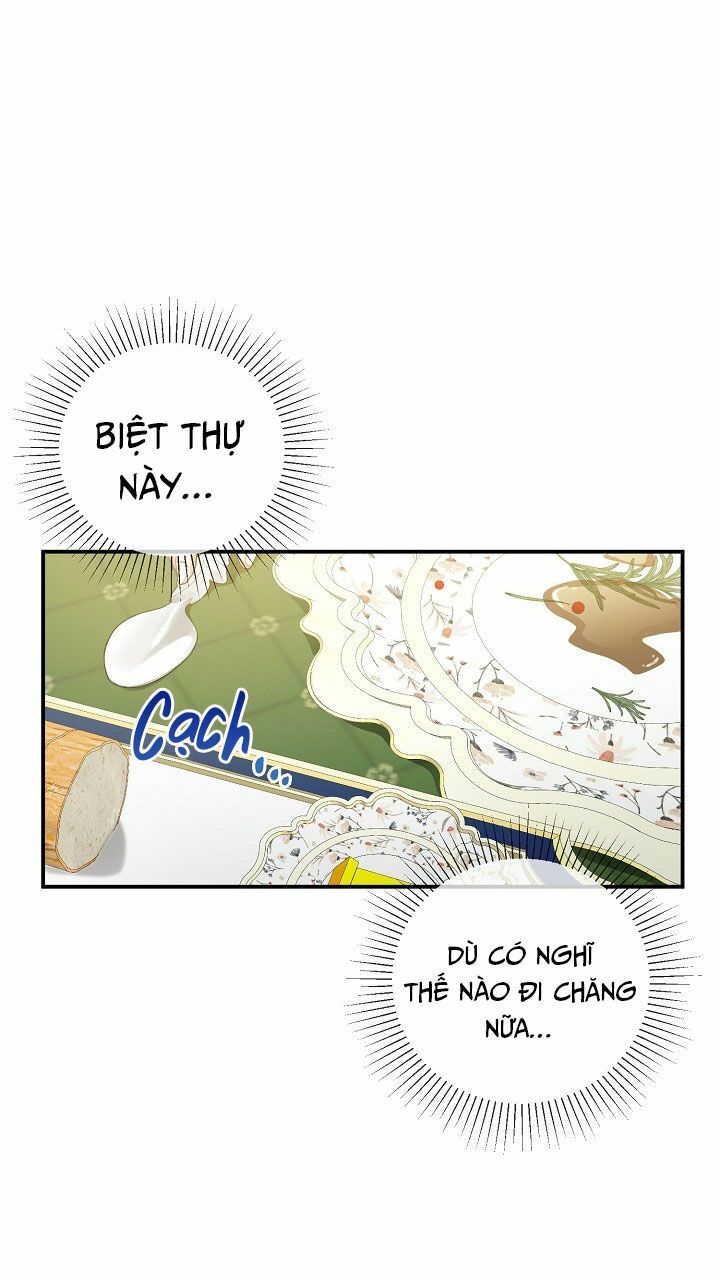 BIỆT THỰ
NÀY...
Cạch...
DÙ CÓ NGHĨ
THẾ NÀO ĐI CHĂNG
NỮA...